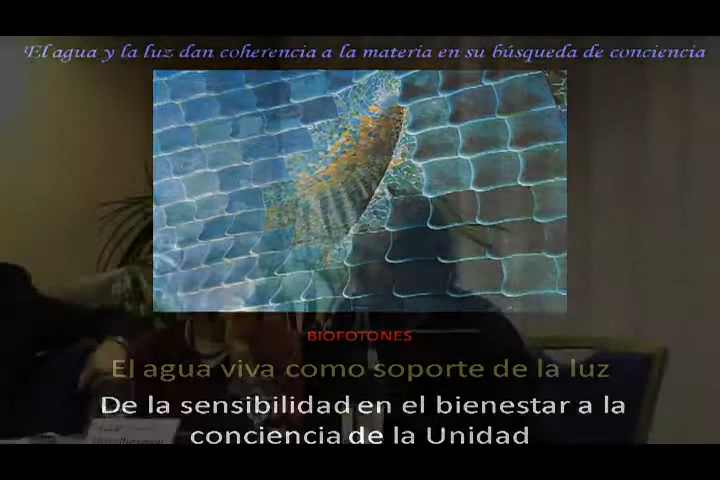 El agua y la luz dan coherencia a la materia en su búsqueda de conciencia
BIOFOTONES
El agua viva como soporte de la luz
De la sensibilidad en el bienestar a la
conciencia de la Unidad